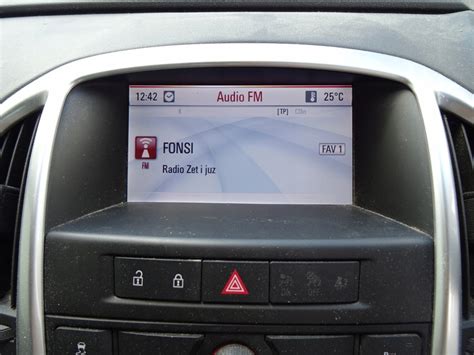 12:42 Audio FM 25°C
[TP]
FONSI FAV 1
FM Radio Zet i juz